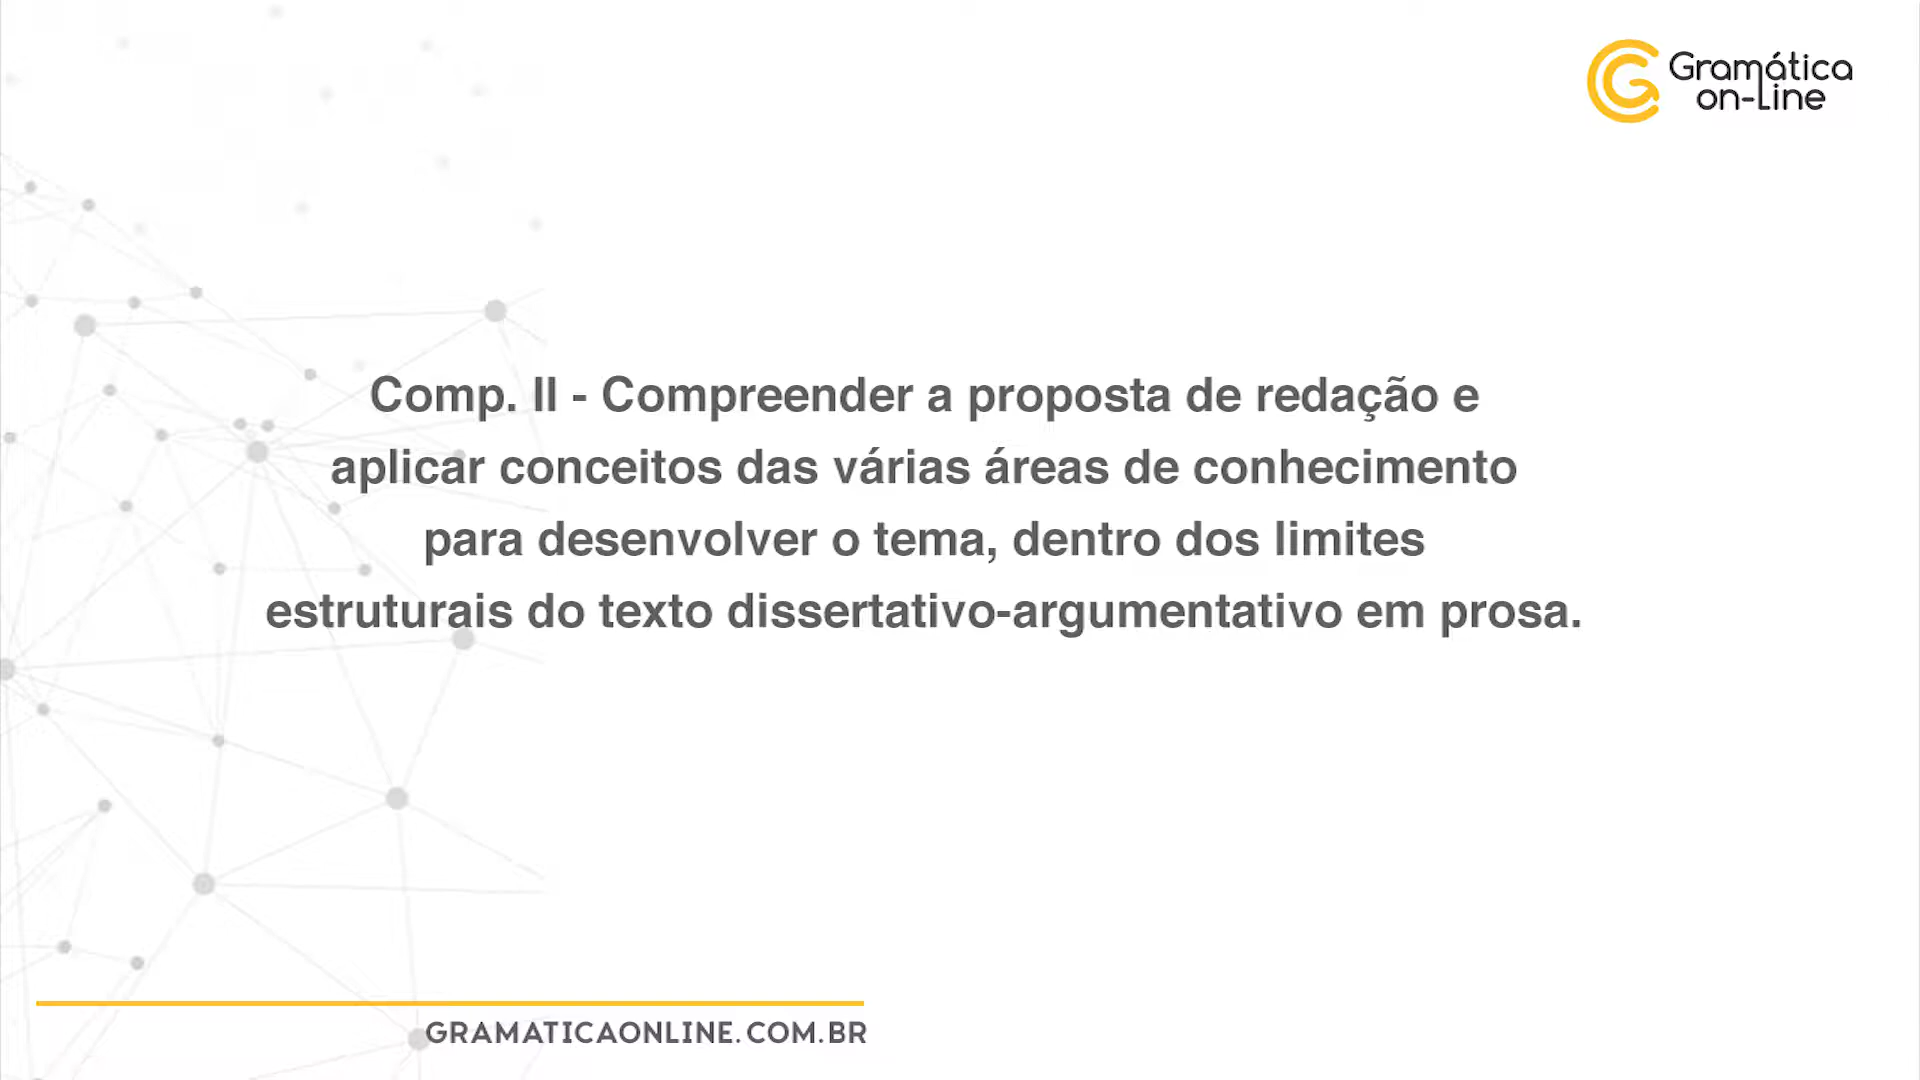 Gramática
on-Line
Comp. II - Compreender a proposta de redação e
aplicar conceitos das várias áreas de conhecimento
para desenvolver o tema, dentro dos limites
estruturais do texto dissertativo-argumentativo em prosa.
GRAMATICAONLINE.COM.BR